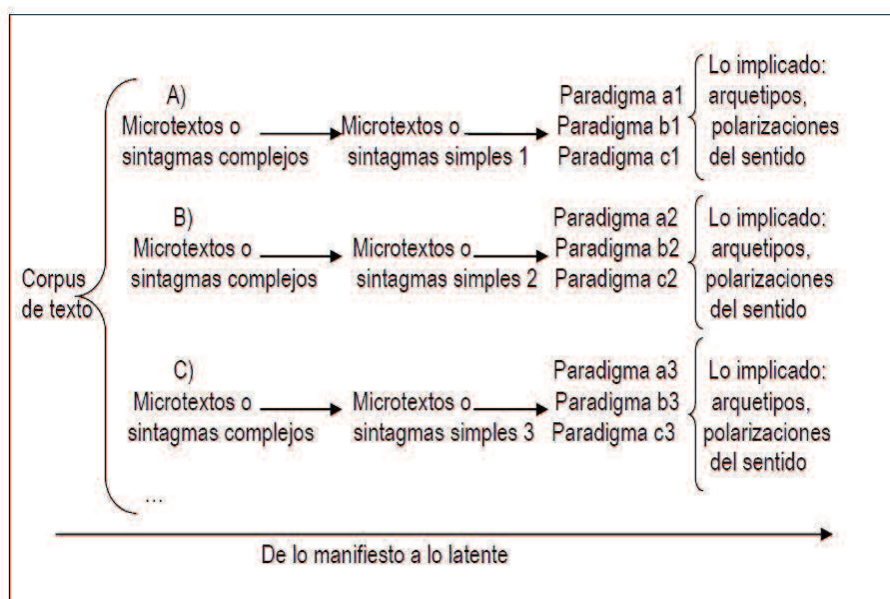 Corpus
de texto
A)
Microtextos o
sintagmas complejos
Microtextos o
sintagmas simples 1
Paradigma a1
Paradigma b1
Paradigma c1
Lo implicado:
arquetipos,
polarizaciones
del sentido
B)
Microtextos o
sintagmas complejos
Microtextos o
sintagmas simples 2
Paradigma a2
Paradigma b2
Paradigma c2
Lo implicado:
arquetipos,
polarizaciones
del sentido
C)
Microtextos o
sintagmas complejos
Microtextos o
sintagmas simples 3
Paradigma a3
Paradigma b3
Paradigma c3
Lo implicado:
arquetipos,
polarizaciones
del sentido
...
De lo manifiesto a lo latente